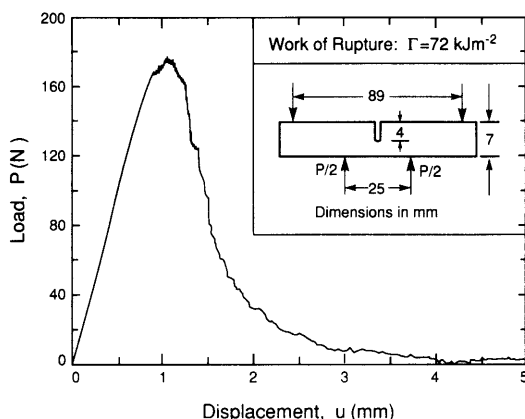 200
160
120
80
40
0
Load, P (N)
0
1
2
3
4
5
Displacement, u (mm)
Work of Rupture: Γ=72 kJm-2
89
4
7
P/2
P/2
25
Dimensions in mm